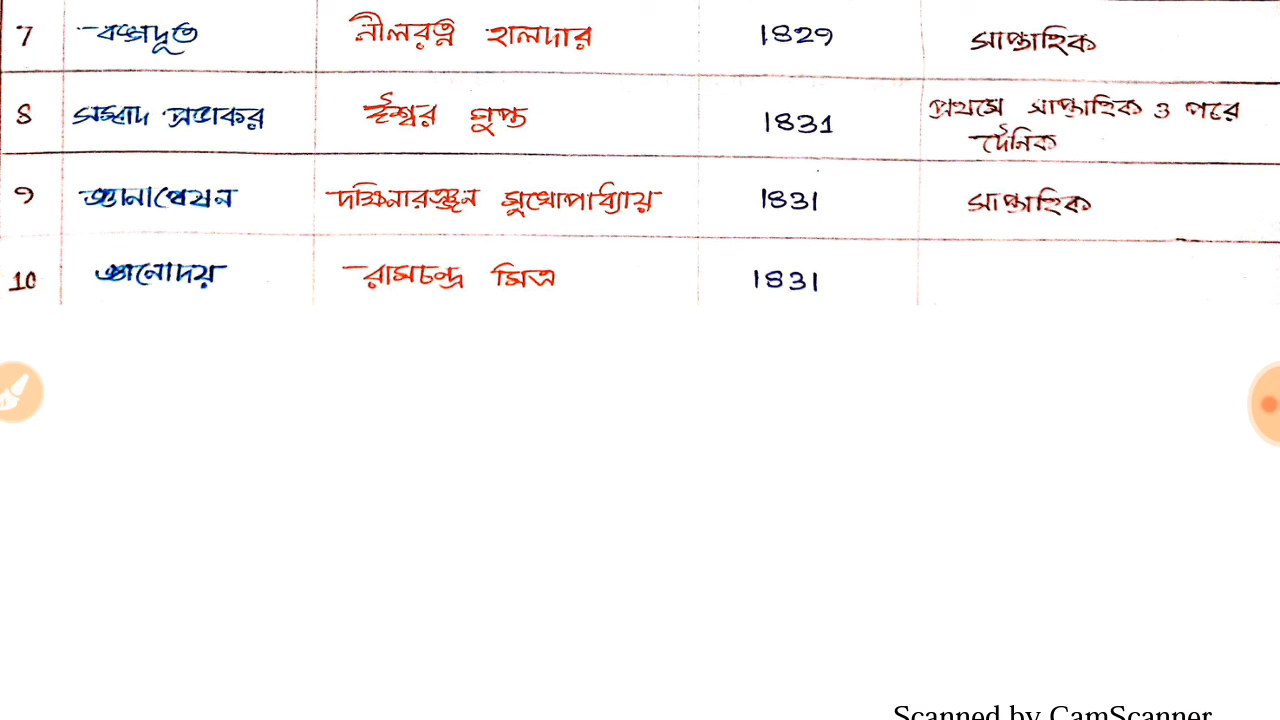 7 বঙ্গদূত নীলরত্ন হালদার 1829 সাপ্তাহিক
8 সম্বাদ প্রভাকর ঈশ্বর গুপ্ত 1831 প্রথমে সাপ্তাহিক ও পরে
দৈনিক
9 জ্ঞানান্বেষন দক্ষিনারঞ্জন মুখোপাধ্যায় 1831 সাপ্তাহিক
10 জ্ঞানোদয় রামচন্দ্র মিত্র 1831
Scanned by CamScanner